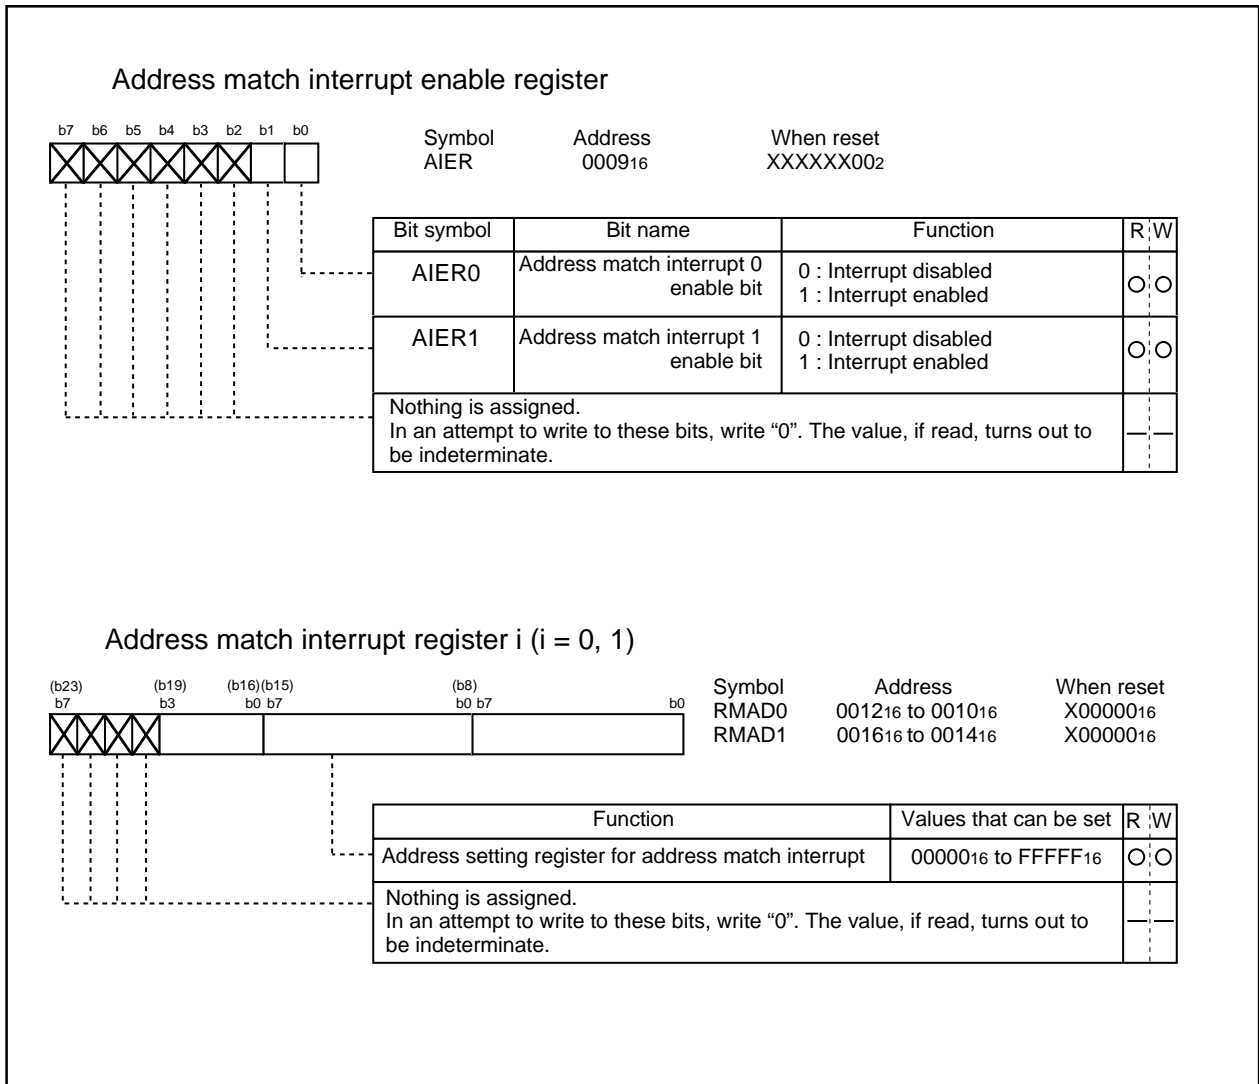 Address match interrupt enable register
b7 b6 b5 b4 b3 b2 b1 b0
Symbol Address When reset
AIER 000916 XXXXXX002
Bit symbol Bit name Function R W
AIER0 Address match interrupt 0 enable bit 0 : Interrupt disabled
1 : Interrupt enabled
AIER1 Address match interrupt 1 enable bit 0 : Interrupt disabled
1 : Interrupt enabled
Nothing is assigned.
In an attempt to write to these bits, write “0”. The value, if read, turns out to
be indeterminate.
Address match interrupt register i (i = 0, 1)
(b23) (b19) (b16)(b15) (b8)
b7 b3 b0 b7 b0 b7 b0
Symbol Address When reset
RMAD0 001216 to 001016 X0000016
RMAD1 001616 to 001416 X0000016
Function Values that can be set R W
Address setting register for address match interrupt 0000016 to FFFFF16
Nothing is assigned.
In an attempt to write to these bits, write “0”. The value, if read, turns out to
be indeterminate.